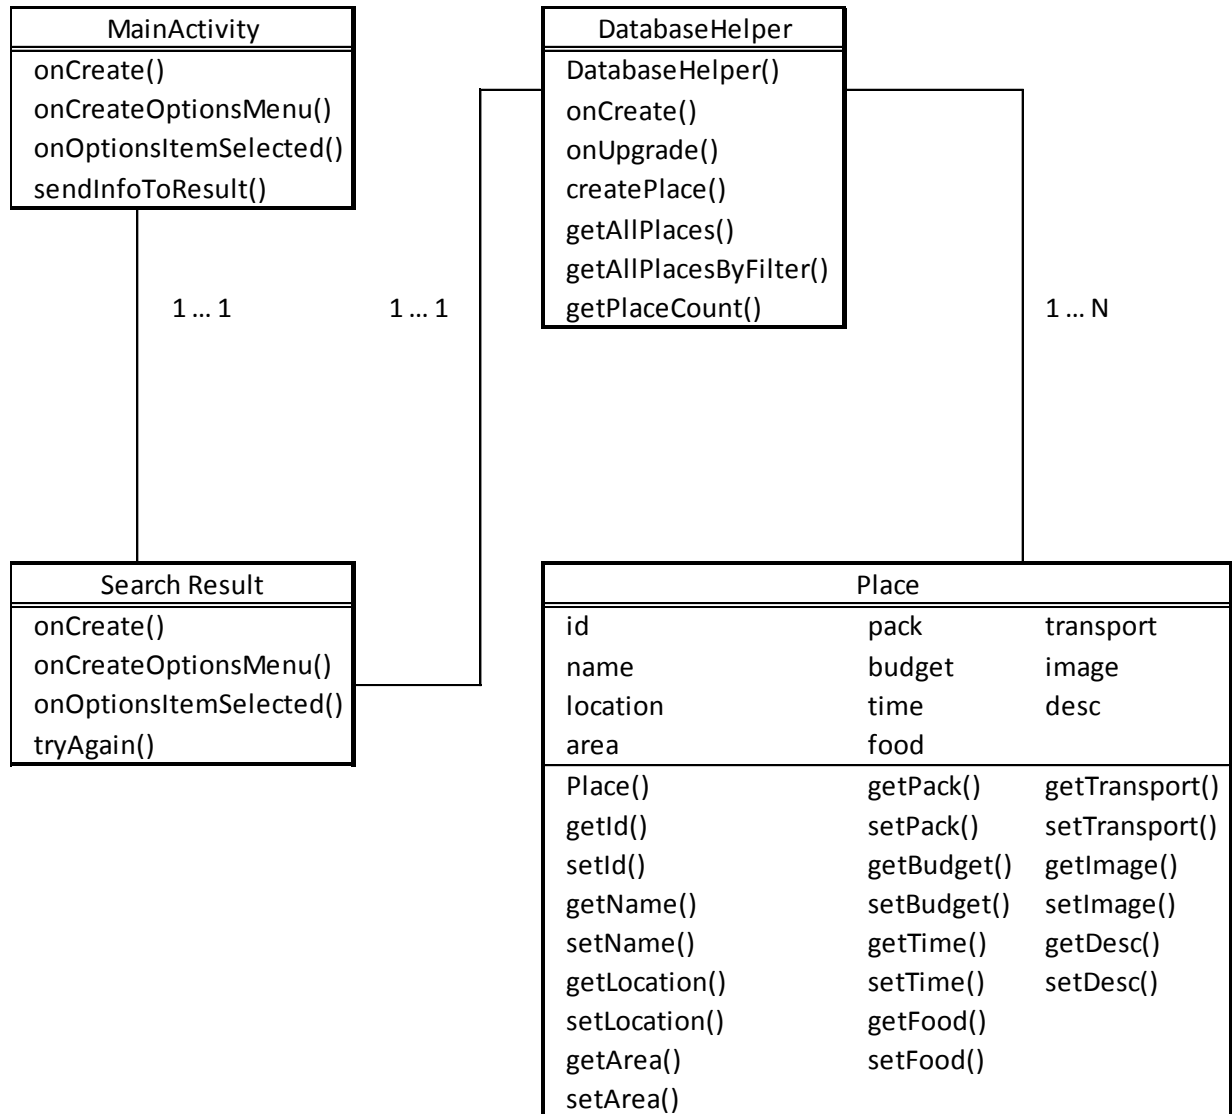 MainActivity
onCreate()
onCreateOptionsMenu()
onOptionsItemSelected()
sendInfoToResult()
DatabaseHelper
DatabaseHelper()
onCreate()
onUpgrade()
createPlace()
getAllPlaces()
getAllPlacesByFilter()
getPlaceCount()
1 ... 1
1 ... 1
1 ... N
Search Result
onCreate()
onCreateOptionsMenu()
onOptionsItemSelected()
tryAgain()
Place
id pack transport
name budget image
location time desc
area food
Place() getPack() getTransport()
getId() setPack() setTransport()
setId() getBudget() getImage()
getName() setBudget() setImage()
setName() getTime() getDesc()
getLocation() setTime() setDesc()
setLocation() getFood()
getArea() setFood()
setArea()